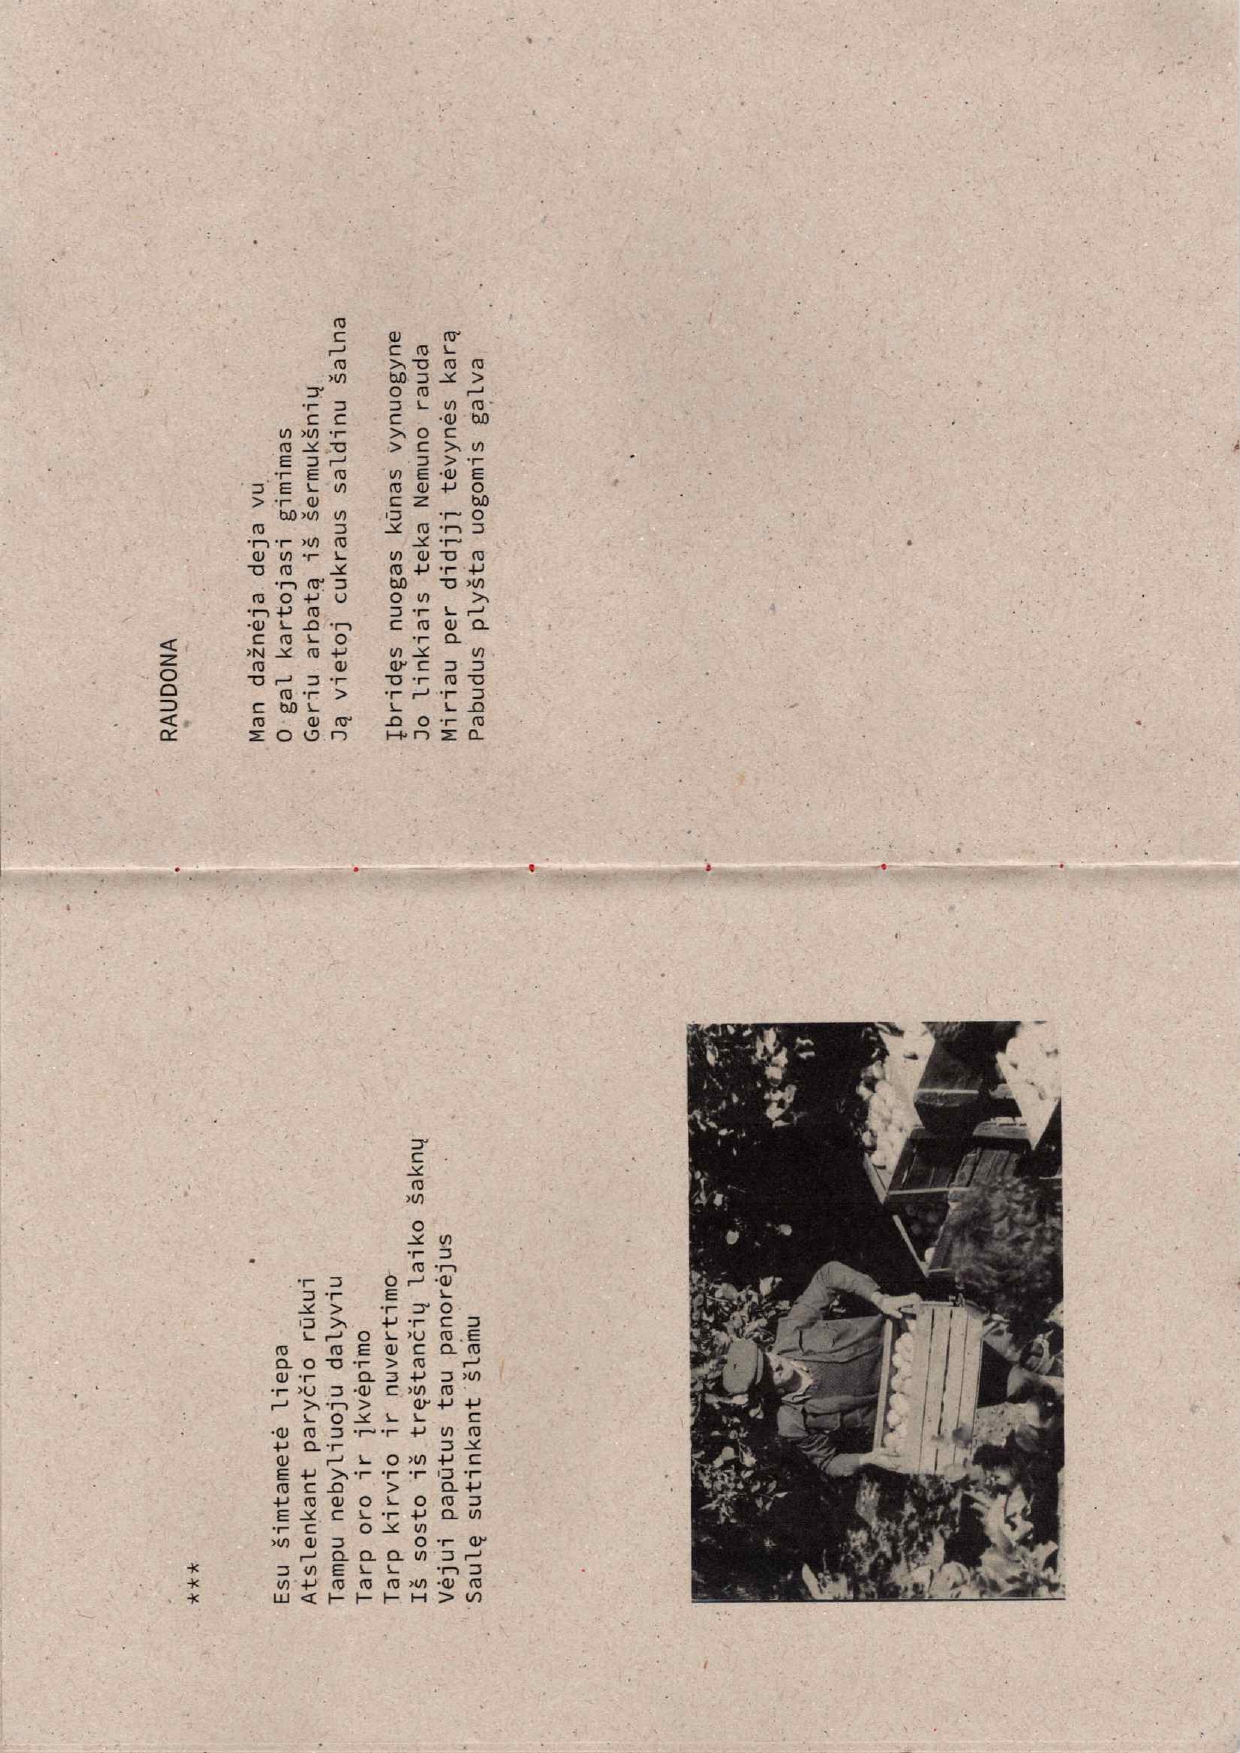 ***
Esu šimtametė liepa
Atslenkant paryčio rūkui
Tampu nebyliuoju dalyviu
Tarp oro ir įkvėpimo
Tarp kirvio ir nuvertimo
Iš sosto iš tręštančių laiko šaknų
Vėjui papūtus tau panorėjus
Saulę sutinkant šlamu
RAUDONA
Man dažnėja deja vu
O gal kartojasi gimimas
Geriu arbatą iš šermukšnių
Ją vietoj cukraus saldinu šalna
Įbridęs nuogas kūnas vynuogyne
Jo linkiais teka Nemuno rauda
Miriau per didįjį tėvynės karą
Pabudus plyšta uogomis galva